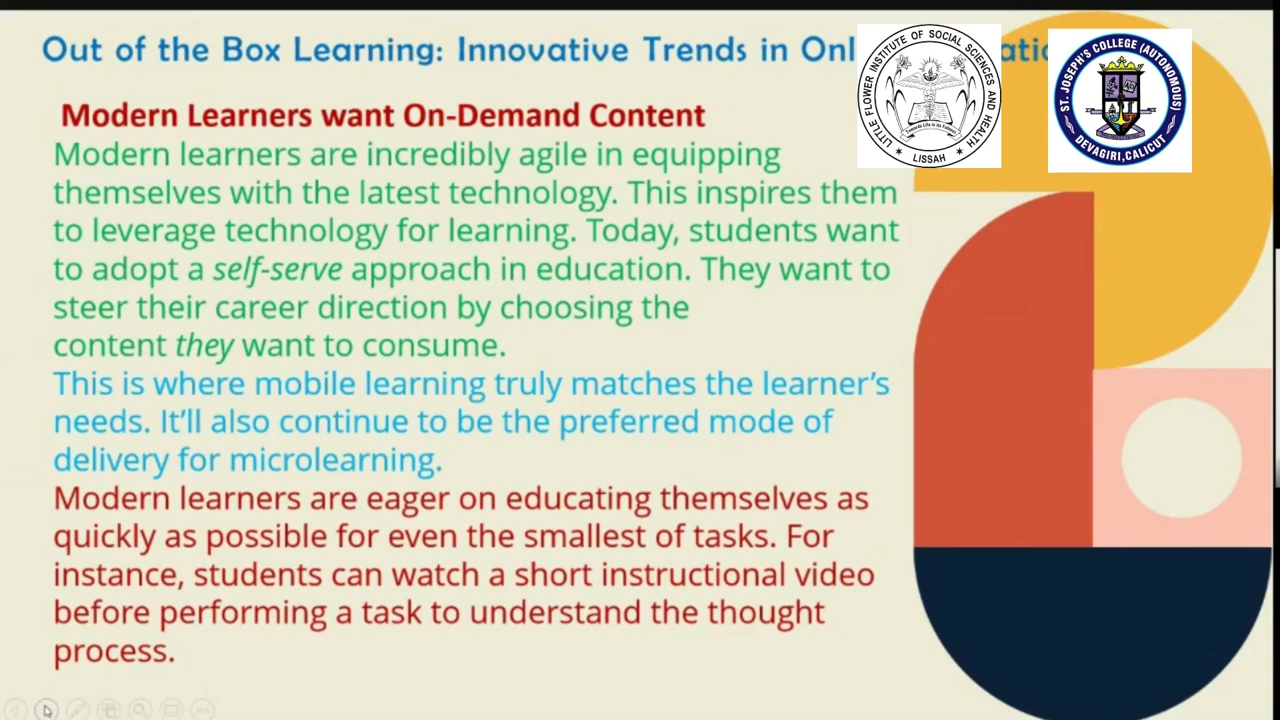 Out of the Box Learning: Innovative Trends in Onl
Modern Learners want On-Demand Content
Modern learners are incredibly agile in equipping
themselves with the latest technology. This inspires them
to leverage technology for learning. Today, students want
to adopt a self-serve approach in education. They want to
steer their career direction by choosing the
content they want to consume.
This is where mobile learning truly matches the learner’s
needs. It’ll also continue to be the preferred mode of
delivery for microlearning.
Modern learners are eager on educating themselves as
quickly as possible for even the smallest of tasks. For
instance, students can watch a short instructional video
before performing a task to understand the thought
process.
LITTLE FLOWER INSTITUTE OF SOCIAL SCIENCES AND HEALTH
LISSAH
ST. JOSEPH'S COLLEGE (AUTONOMOUS)
DEVAGIRI, CALICUT